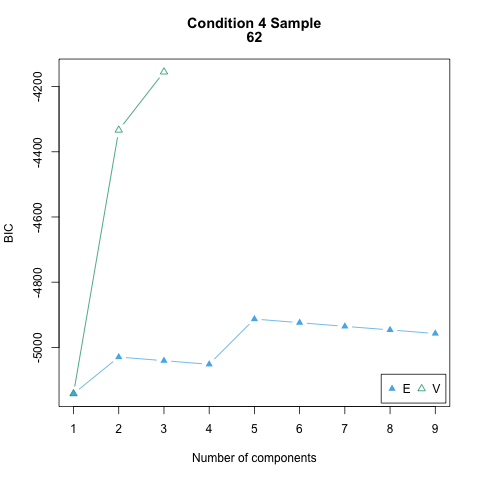 Condition 4 Sample
62
BIC
-4200
-4400
-4600
-4800
-5000
1 2 3 4 5 6 7 8 9
Number of components
E V